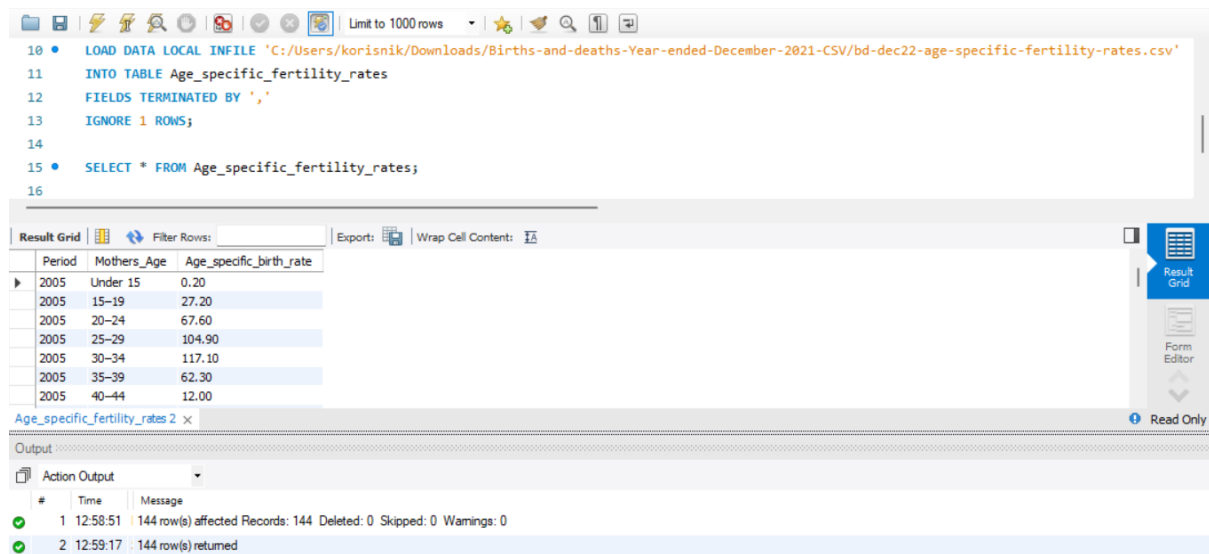 Limit to 1000 rows
10 LOAD DATA LOCAL INFILE 'C:/Users/korisnik/Downloads/Births-and-deaths-Year-ended-December-2021-CSV/bd-dec22-age-specific-fertility-rates.csv'
11 INTO TABLE Age_specific_fertility_rates
12 FIELDS TERMINATED BY ','
13 IGNORE 1 ROWS;
14
15 SELECT * FROM Age_specific_fertility_rates;
16
Result Grid Filter Rows: Export: Wrap Cell Content: IA
Period Mothers_Age Age_specific_birth_rate
2005 Under 15 0.20
2005 15–19 27.20
2005 20–24 67.60
2005 25–29 104.90
2005 30–34 117.10
2005 35–39 62.30
2005 40–44 12.00
Result Grid
Form Editor
Age_specific_fertility_rates 2 Read Only
Output
Action Output
# Time Message
1 12:58:51 144 row(s) affected Records: 144 Deleted: 0 Skipped: 0 Warnings: 0
2 12:59:17 144 row(s) returned